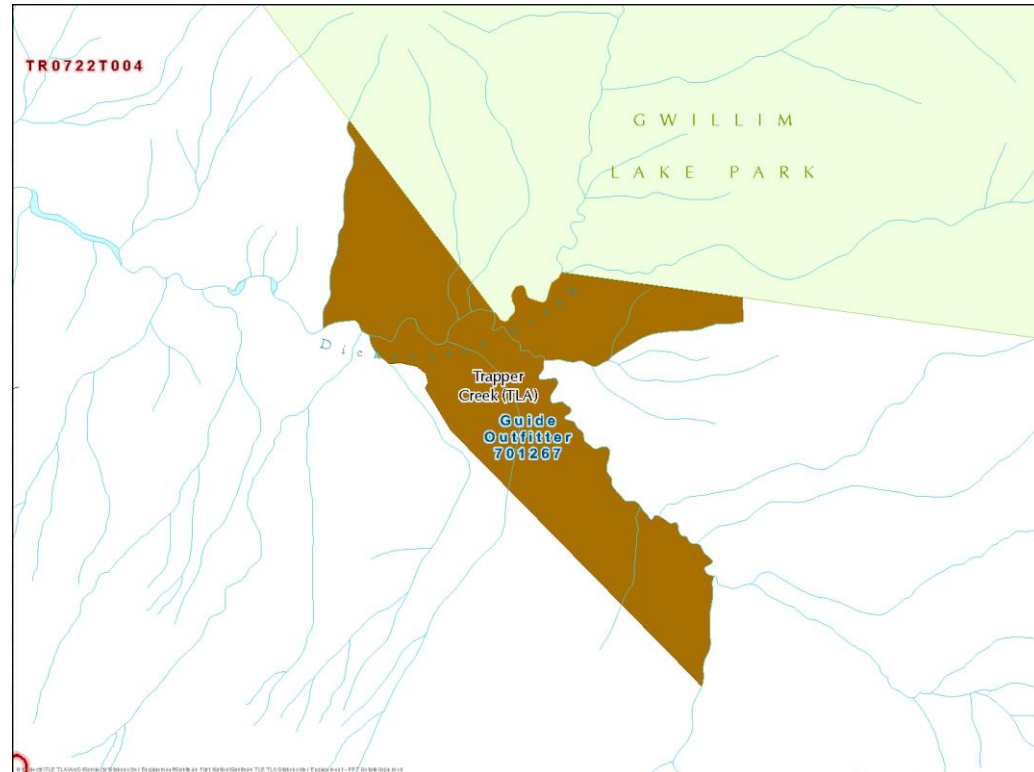 TR0722T004
GWILLIM
LAKE PARK
Trapper
Creek (TLA)
Guide
Outfitter
701267